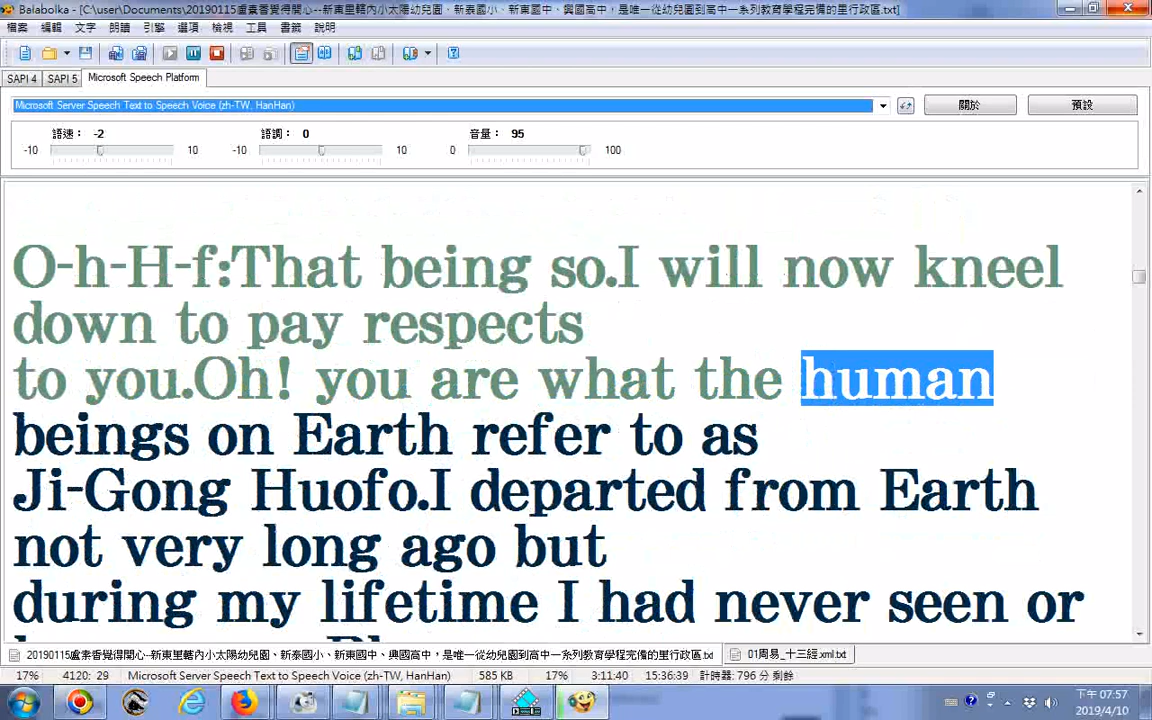 Balabolka - [C:\user\Documents\20190115盧素香覺得開心--新東里轄內小太陽幼兒園、新泰國小、新東國中、興國高中，是唯一從幼兒園到高中一系列教育學程完備的里行政區.txt]
檔案 編輯 文字 朗讀 引擎 選項 檢視 工具 書籤 說明
SAPI 4 SAPI 5 Microsoft Speech Platform
Microsoft Server Speech Text to Speech Voice (zh-TW, HanHan) 關於 預設
語速： -2 語調： 0 音量： 95
-10 10 -10 10 0 100
O-h-H-f:That being so.I will now kneel
down to pay respects
to you.Oh! you are what the human
beings on Earth refer to as
Ji-Gong Huofo.I departed from Earth
not very long ago but
during my lifetime I had never seen or
20190115盧素香覺得開心--新東里轄內小太陽幼兒園、新泰國小、新東國中、興國高中，是唯一從幼兒園到高中一系列教育學程完備的里行政區.txt 01周易_十三經.xml.txt
17% 4120: 29 Microsoft Server Speech Text to Speech Voice (zh-TW, HanHan) 585 KB 17% 3:11:40 15:36:39 計時器: 796 分 剩餘
下午 07:57
2019/4/10